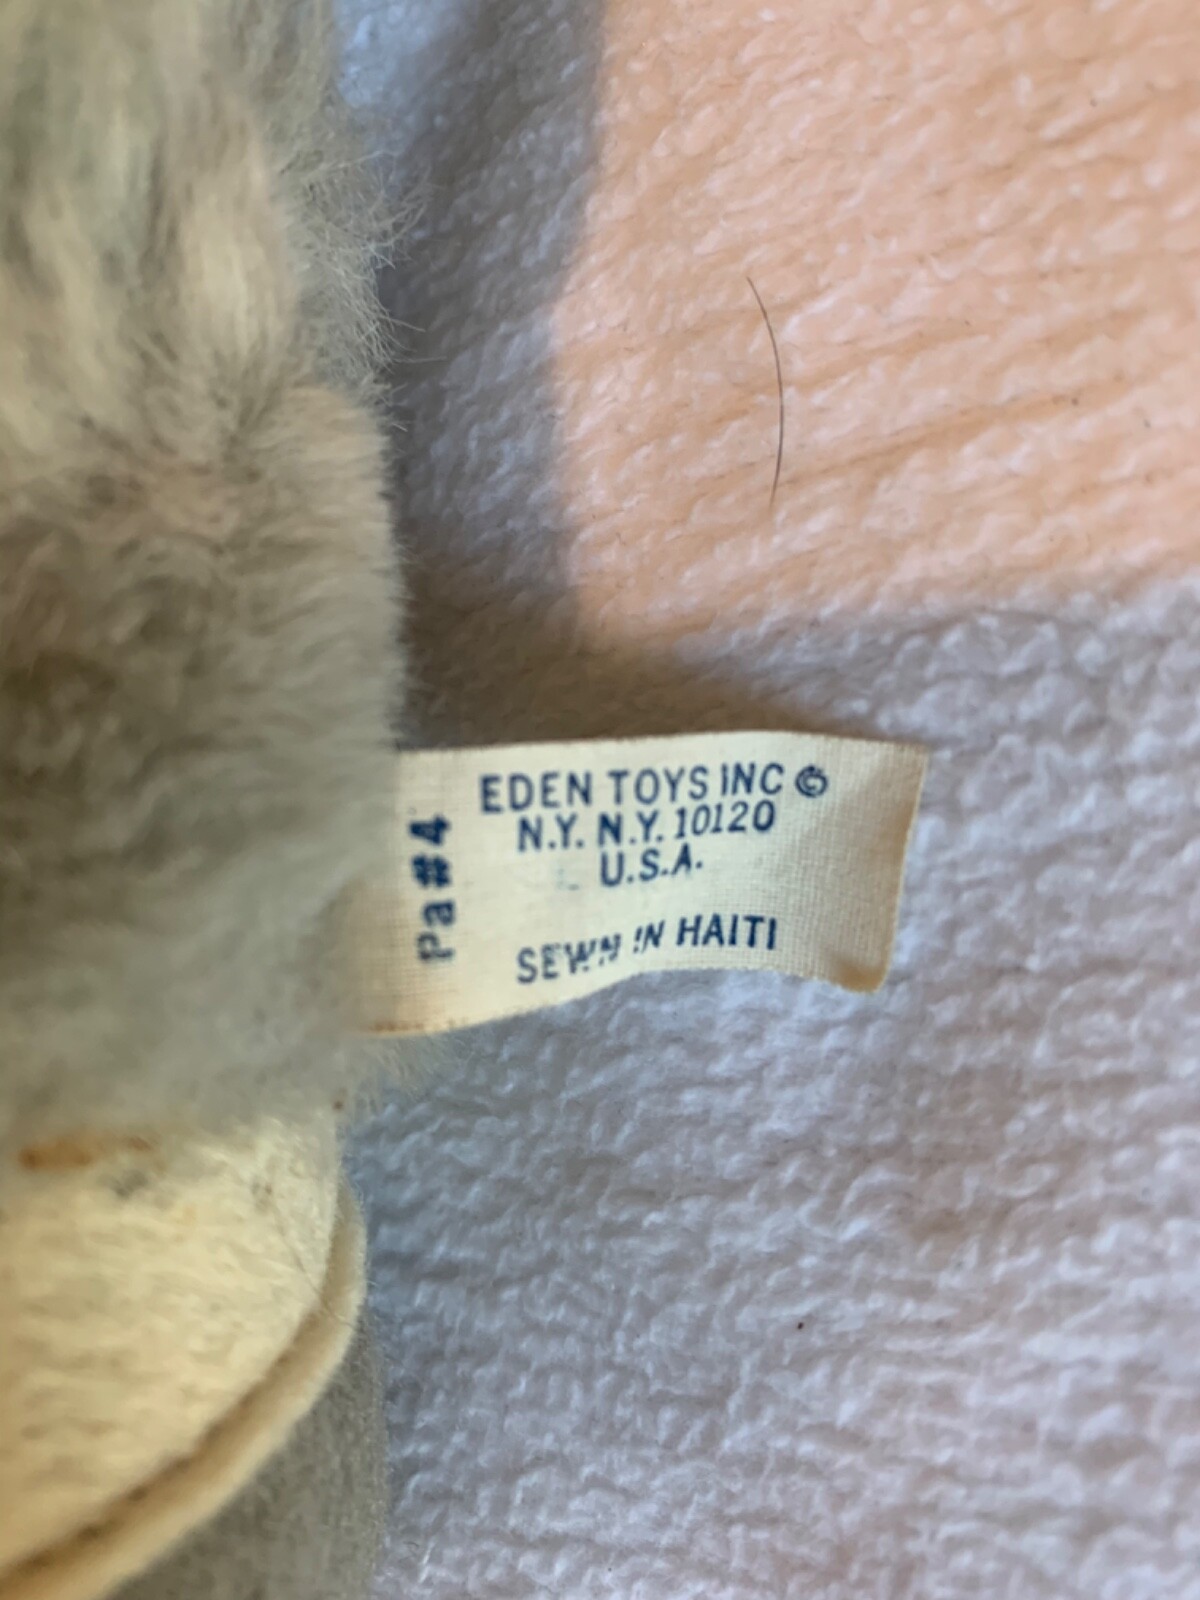 EDEN TOYS INC ©
N.Y. N.Y. 10120
U.S.A.
SEWN IN HAITI
Pa#4